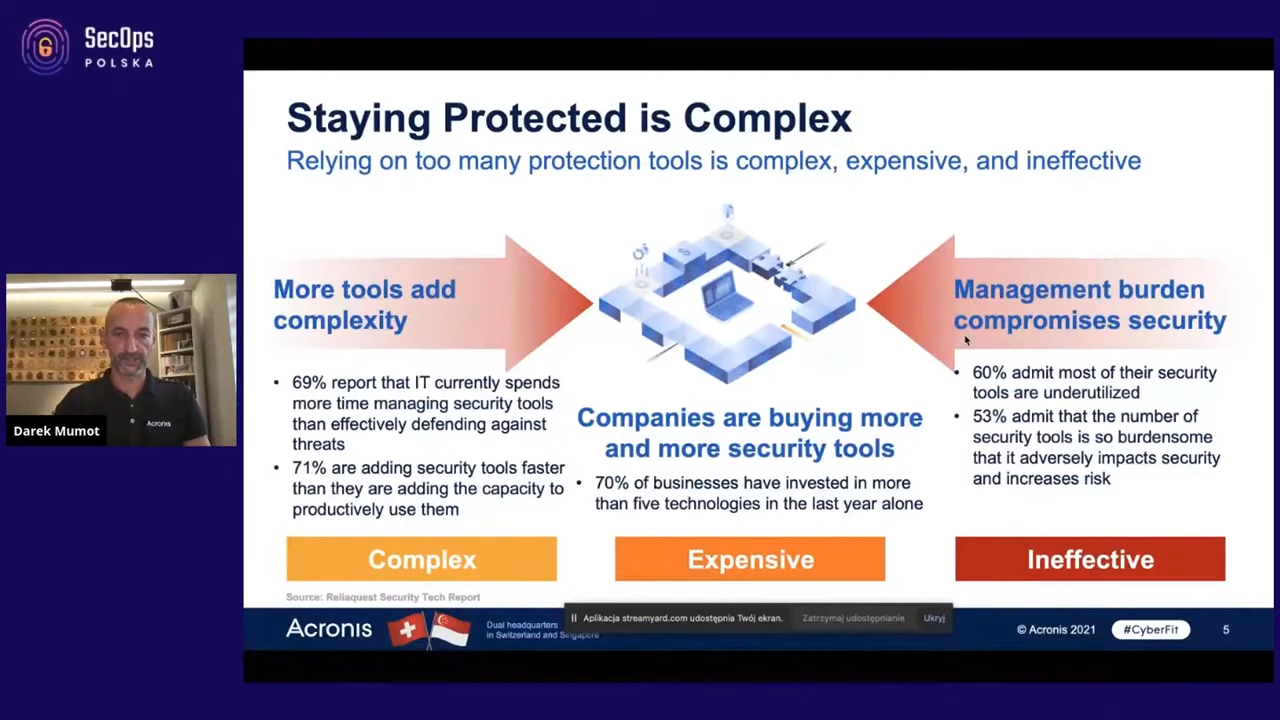 SecOps
POLSKA
Staying Protected is Complex
Relying on too many protection tools is complex, expensive, and ineffective
More tools add
complexity
• 69% report that IT currently spends
more time managing security tools
than effectively defending against
threats
• 71% are adding security tools faster
than they are adding the capacity to
productively use them
Complex
Companies are buying more
and more security tools
• 70% of businesses have invested in more
than five technologies in the last year alone
Expensive
Management burden
compromises security
• 60% admit most of their security
tools are underutilized
• 53% admit that the number of
security tools is so burdensome
that it adversely impacts security
and increases risk
Ineffective
Source: Reliaquest Security Tech Report
Acronis
Dual headquarters
in Switzerland and Singapore
Aplikacja streamyard.com udostępnia Twój ekran.
Zatrzymaj udostępnianie
Ukryj
© Acronis 2021
#CyberFit
5
Acronis
Darek Mumot